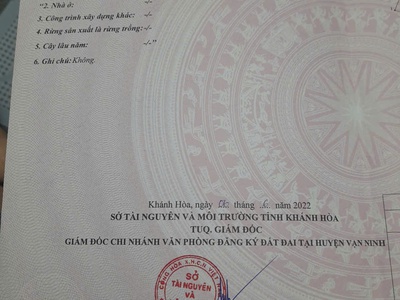 "2. Nhà ở: -/-
3. Công trình xây dựng khác: -/-
4. Rừng sản xuất là rừng trồng: -/-
5. Cây lâu năm: -/-"
6. Ghi chú: Không.
Khánh Hòa, ngày tháng năm 2022
SỞ TÀI NGUYÊN VÀ MÔI TRƯỜNG TỈNH KHÁNH HÒA
TUQ. GIÁM ĐỐC
GIÁM ĐỐC CHI NHÁNH VĂN PHÒNG ĐĂNG KÝ ĐẤT ĐAI TẠI HUYỆN VẠN NINH
CỘNG HÒA X.H.C.N VIỆT
SỞ
TÀI NGUYÊN
VÀ